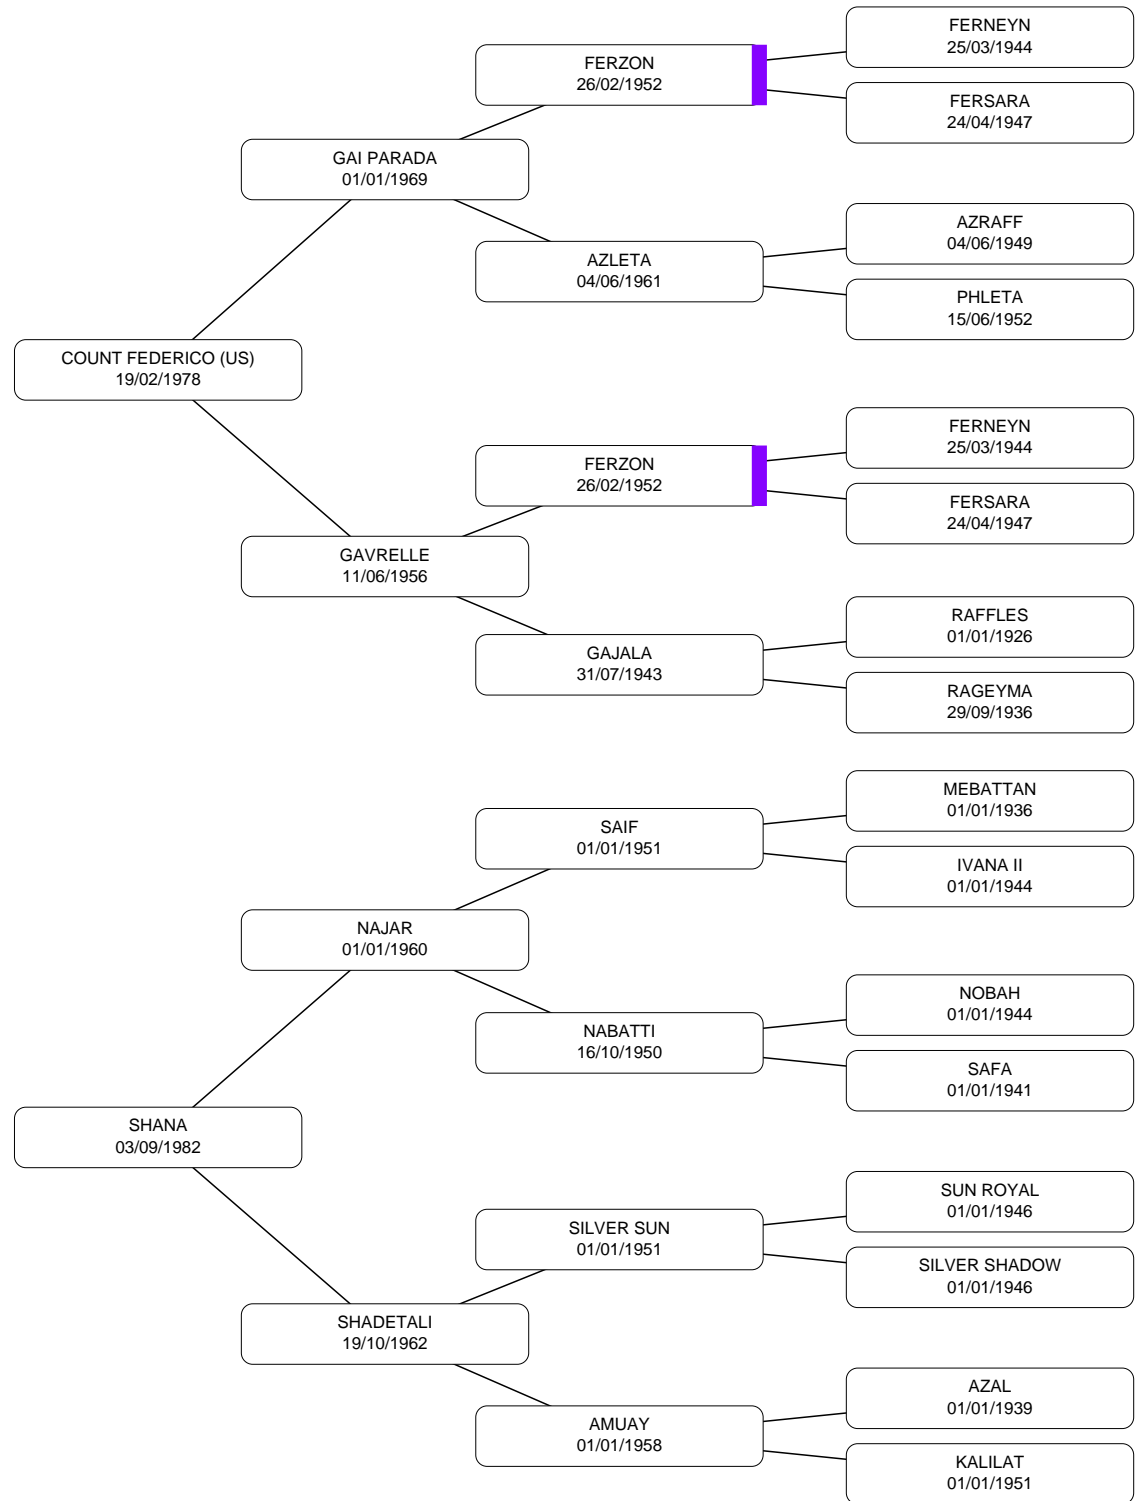 FERNEYN
25/03/1944
FERZON
26/02/1952
FERSARA
24/04/1947
GAI PARADA
01/01/1969
AZRAFF
04/06/1949
AZLETA
04/06/1961
PHLETA
15/06/1952
COUNT FEDERICO (US)
19/02/1978
FERNEYN
25/03/1944
FERZON
26/02/1952
FERSARA
24/04/1947
GAVRELLE
11/06/1956
RAFFLES
01/01/1926
GAJALA
31/07/1943
RAGEYMA
29/09/1936
MEBATTAN
01/01/1936
SAIF
01/01/1951
IVANA II
01/01/1944
NAJAR
01/01/1960
NOBAH
01/01/1944
NABATTI
16/10/1950
SAFA
01/01/1941
SHANA
03/09/1982
SUN ROYAL
01/01/1946
SILVER SUN
01/01/1951
SILVER SHADOW
01/01/1946
SHADETALI
19/10/1962
AZAL
01/01/1939
AMUAY
01/01/1958
KALILAT
01/01/1951